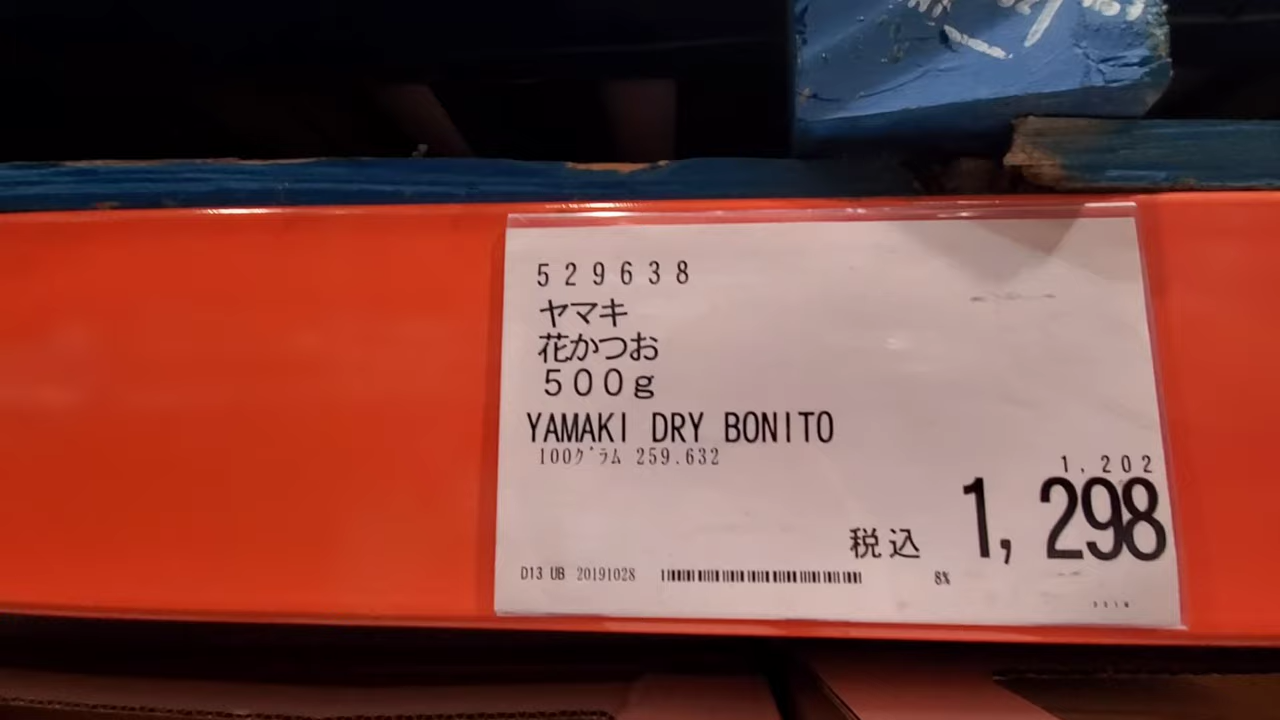 529638
ヤマキ
花かつお
500g
YAMAKI DRY BONITO
100グラム 259.632
1,202
税込 1,298
D13 UB 20191028 8%